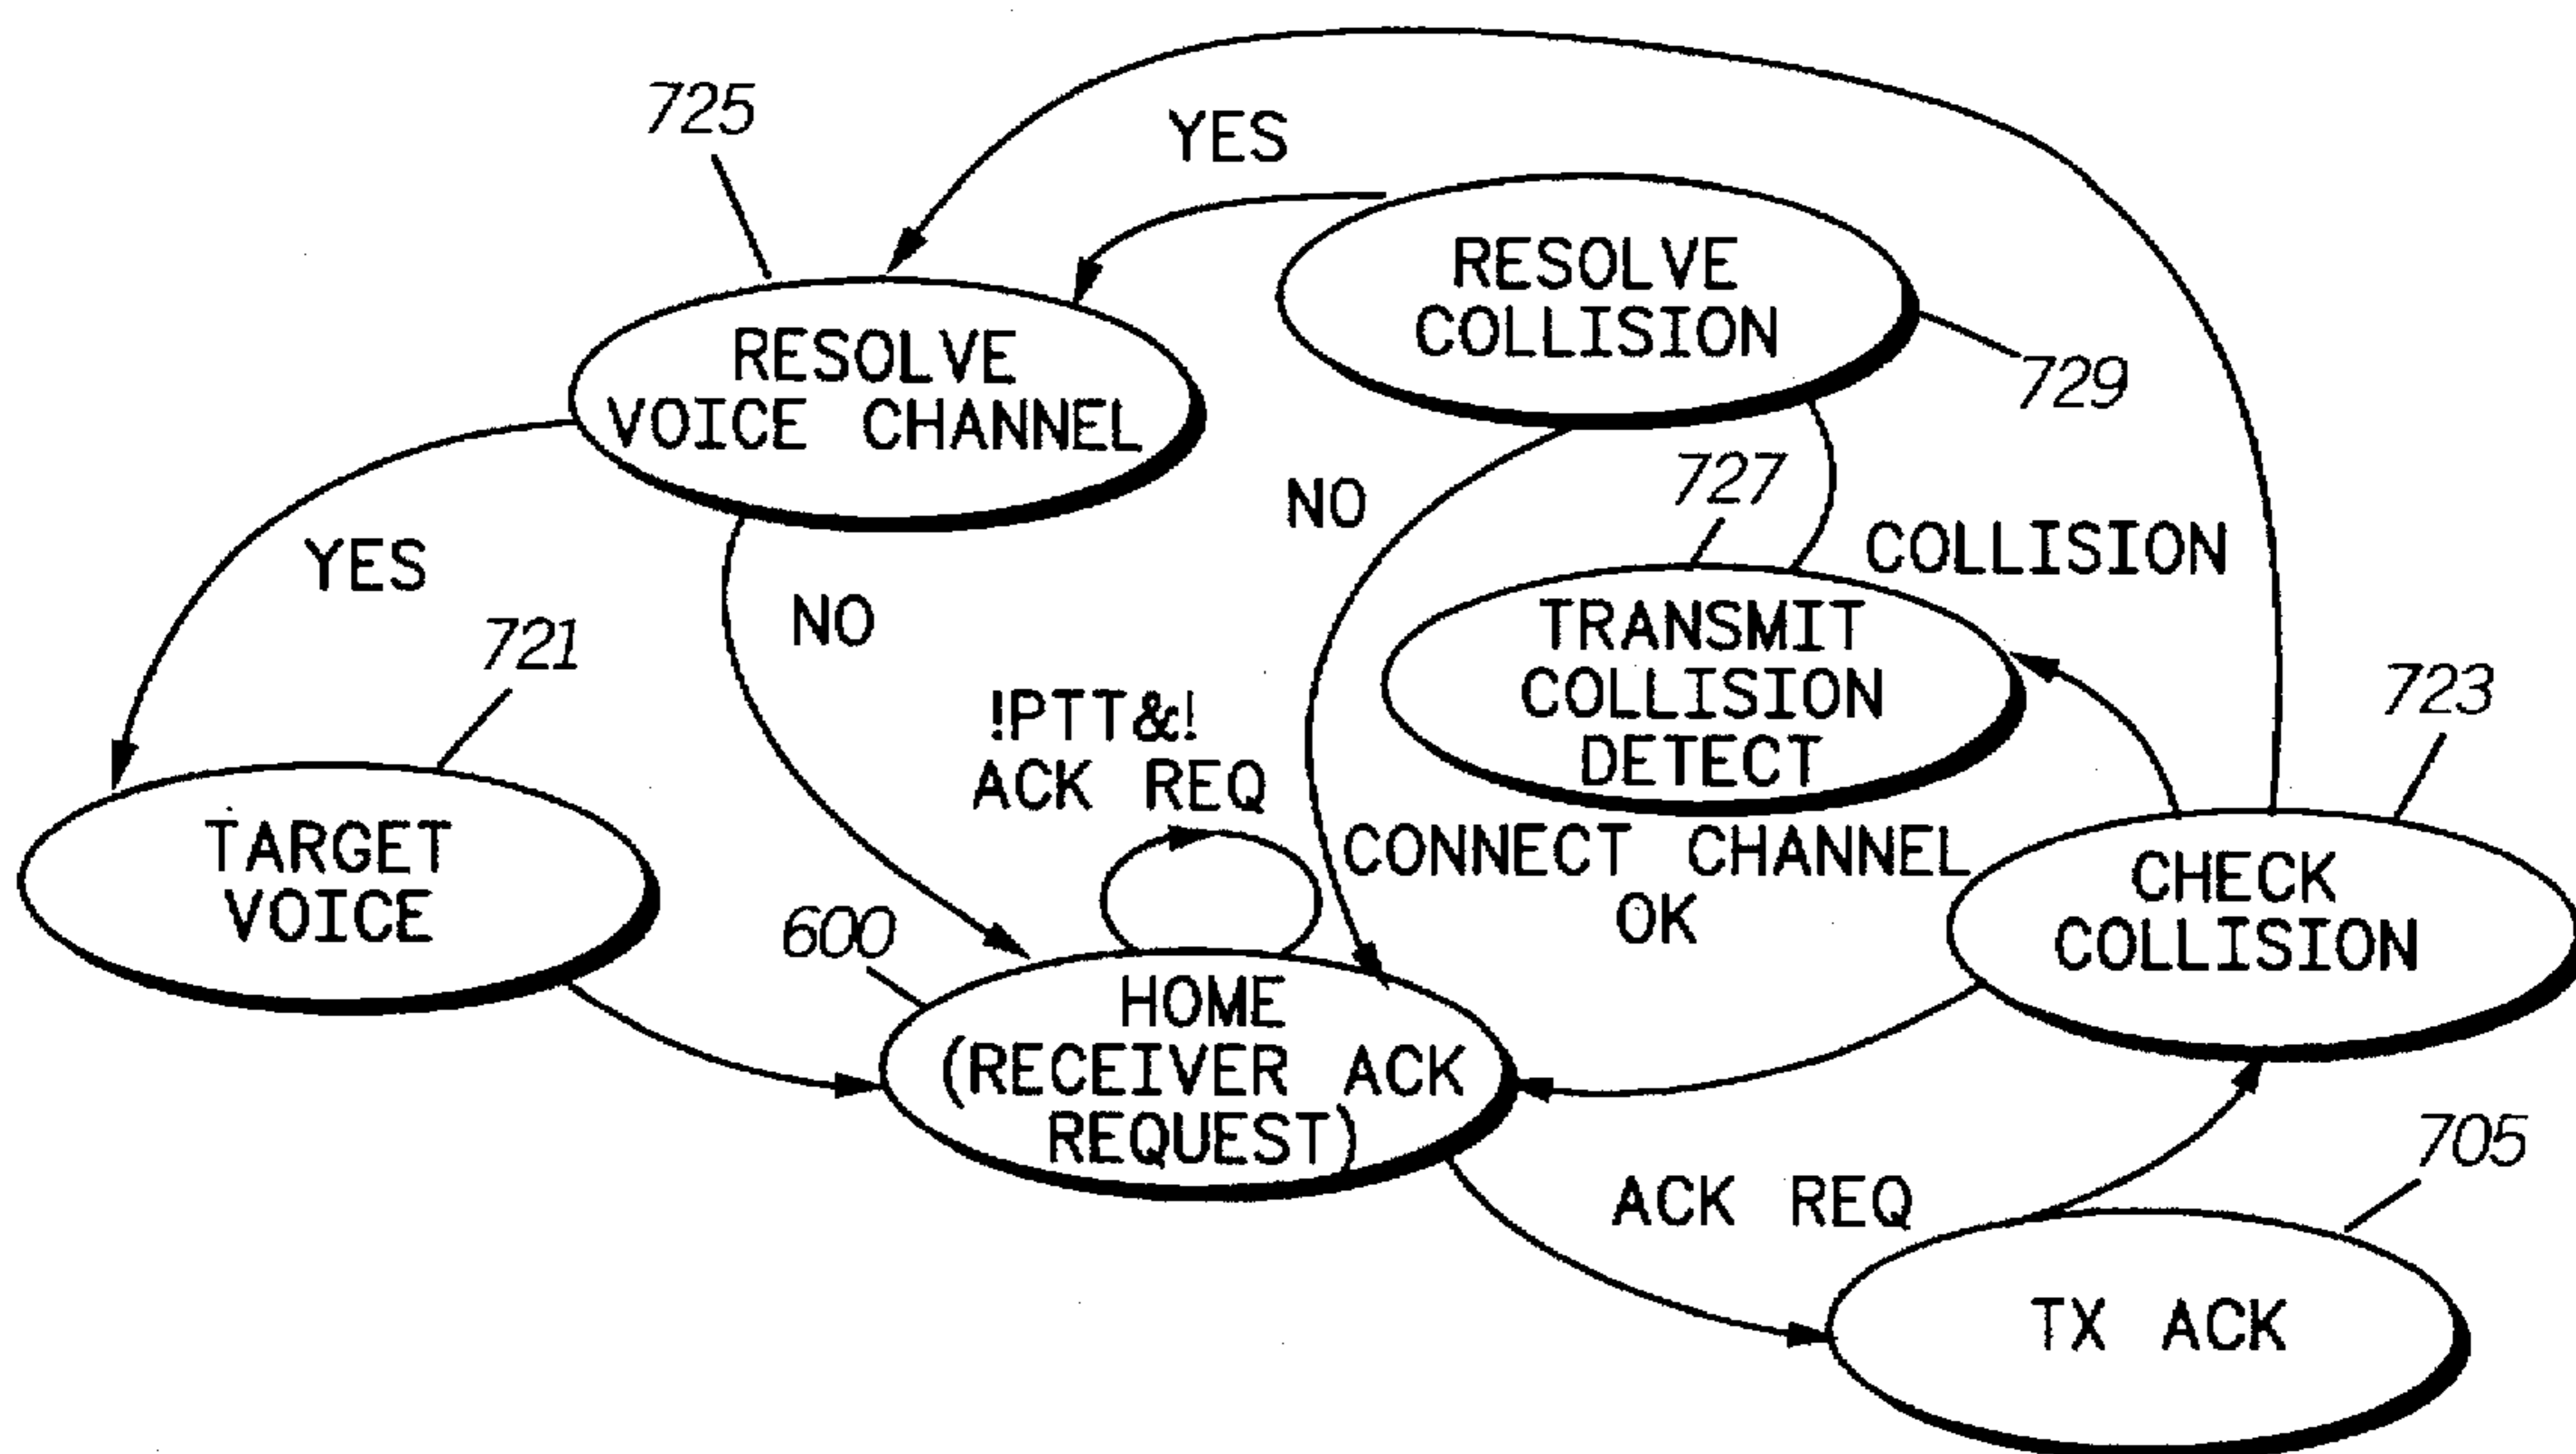 725
YES
RESOLVE
COLLISION
729
RESOLVE
VOICE CHANNEL
NO
727
COLLISION
YES
NO
721
TRANSMIT
COLLISION
DETECT
723
!PTT&!
ACK REQ
TARGET
VOICE
CONNECT CHANNEL
OK
CHECK
COLLISION
600
HOME
(RECEIVER ACK
REQUEST)
705
ACK REQ
TX ACK